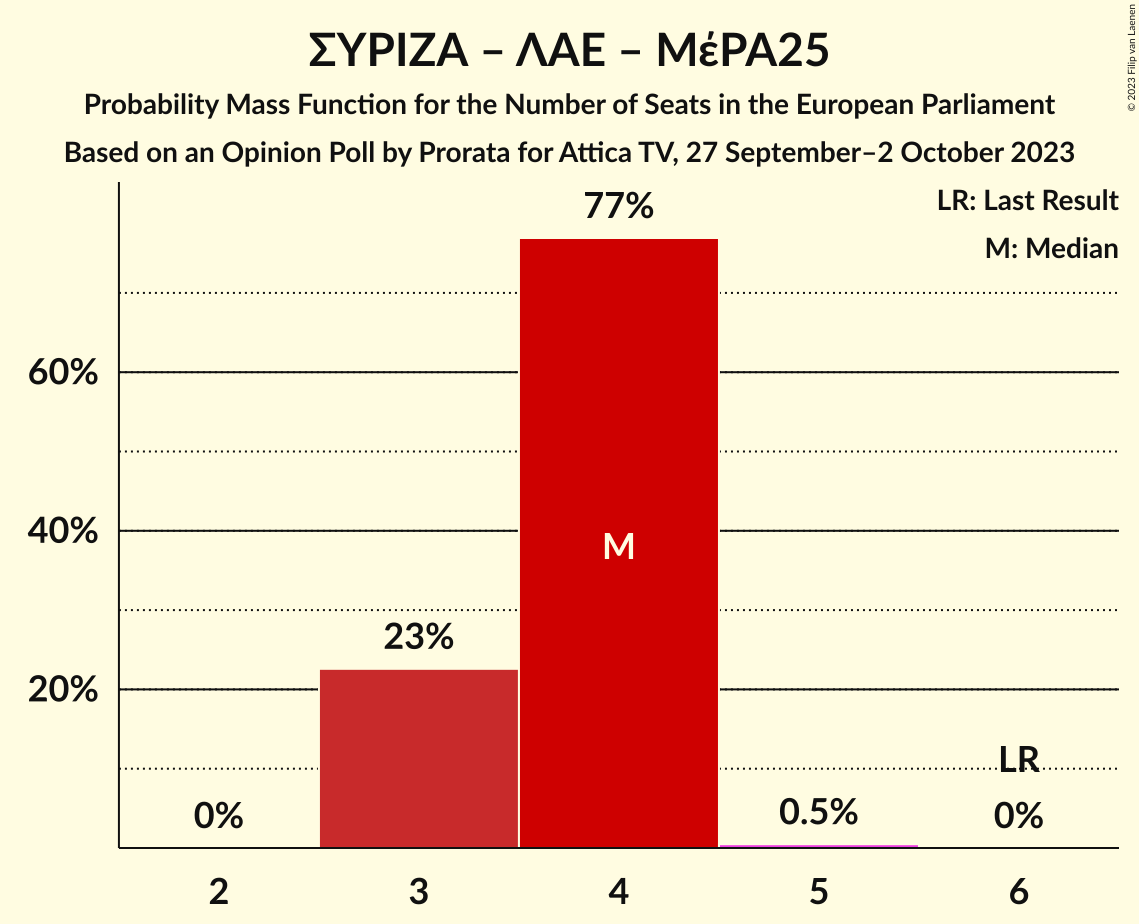 ΣΥΡΙΖΑ – ΛΑΕ – ΜέΡΑ25
Probability Mass Function for the Number of Seats in the European Parliament
Based on an Opinion Poll by Prorata for Attica TV, 27 September–2 October 2023
© 2023 Filip van Laenen
LR: Last Result
M: Median
77%
60%
40%
M
23%
20%
LR
0%
0.5%
0%
2
3
4
5
6